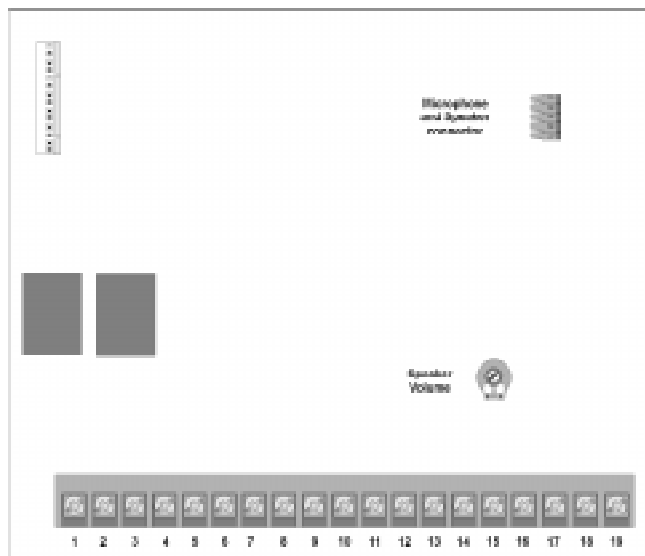 Microphone
and Speaker
connector
Speaker
Volume
1 2 3 4 5 6 7 8 9 10 11 12 13 14 15 16 17 18 19